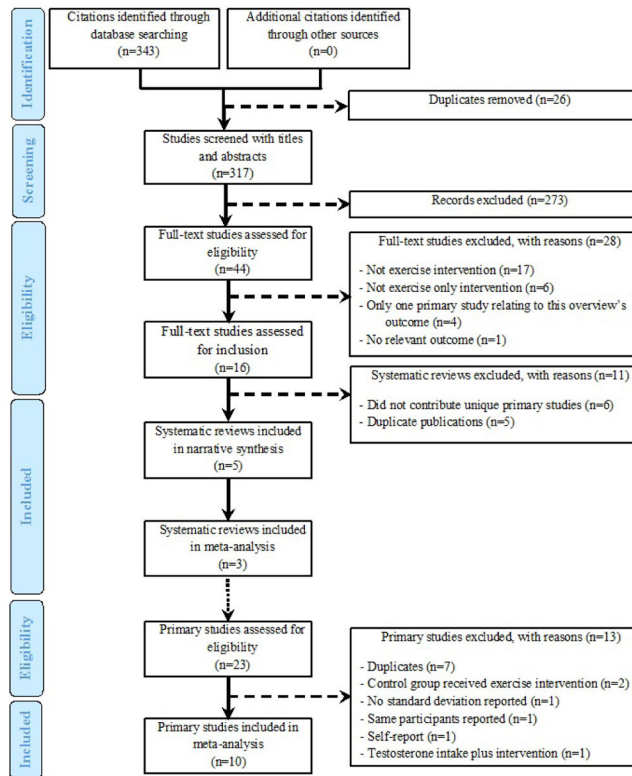 Identification
Citations identified through
database searching
(n=343)
Additional citations identified
through other sources
(n=0)
Duplicates removed (n=26)
Screening
Studies screened with titles
and abstracts
(n=317)
Records excluded (n=273)
Eligibility
Full-text studies assessed for
eligibility
(n=44)
Full-text studies excluded, with reasons (n=28)
- Not exercise intervention (n=17)
- Not exercise only intervention (n=6)
- Only one primary study relating to this overview's
outcome (n=4)
- No relevant outcome (n=1)
Full-text studies assessed
for inclusion
(n=16)
Systematic reviews excluded, with reasons (n=11)
- Did not contribute unique primary studies (n=6)
- Duplicate publications (n=5)
Included
Systematic reviews included
in narrative synthesis
(n=5)
Systematic reviews included
in meta-analysis
(n=3)
Eligibility
Primary studies assessed for
eligibility
(n=23)
Primary studies excluded, with reasons (n=13)
- Duplicates (n=7)
- Control group received exercise intervention (n=2)
- No standard deviation reported (n=1)
- Same participants reported (n=1)
- Self-report (n=1)
- Testosterone intake plus intervention (n=1)
Included
Primary studies included in
meta-analysis
(n=10)